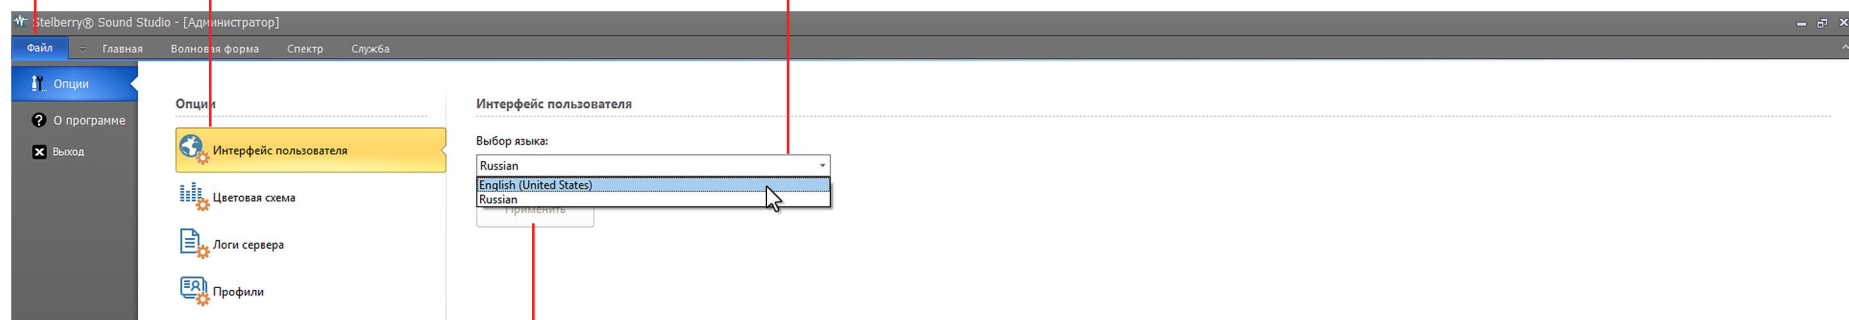 Stelberry® Sound Studio - [Администратор]
Файл Главная Волновая форма Спектр Служба
Опции
О программе
Выход
Опции
Интерфейс пользователя
Цветовая схема
Логи сервера
Профили
Интерфейс пользователя
Выбор языка:
Russian
English (United States)
Russian
Применить